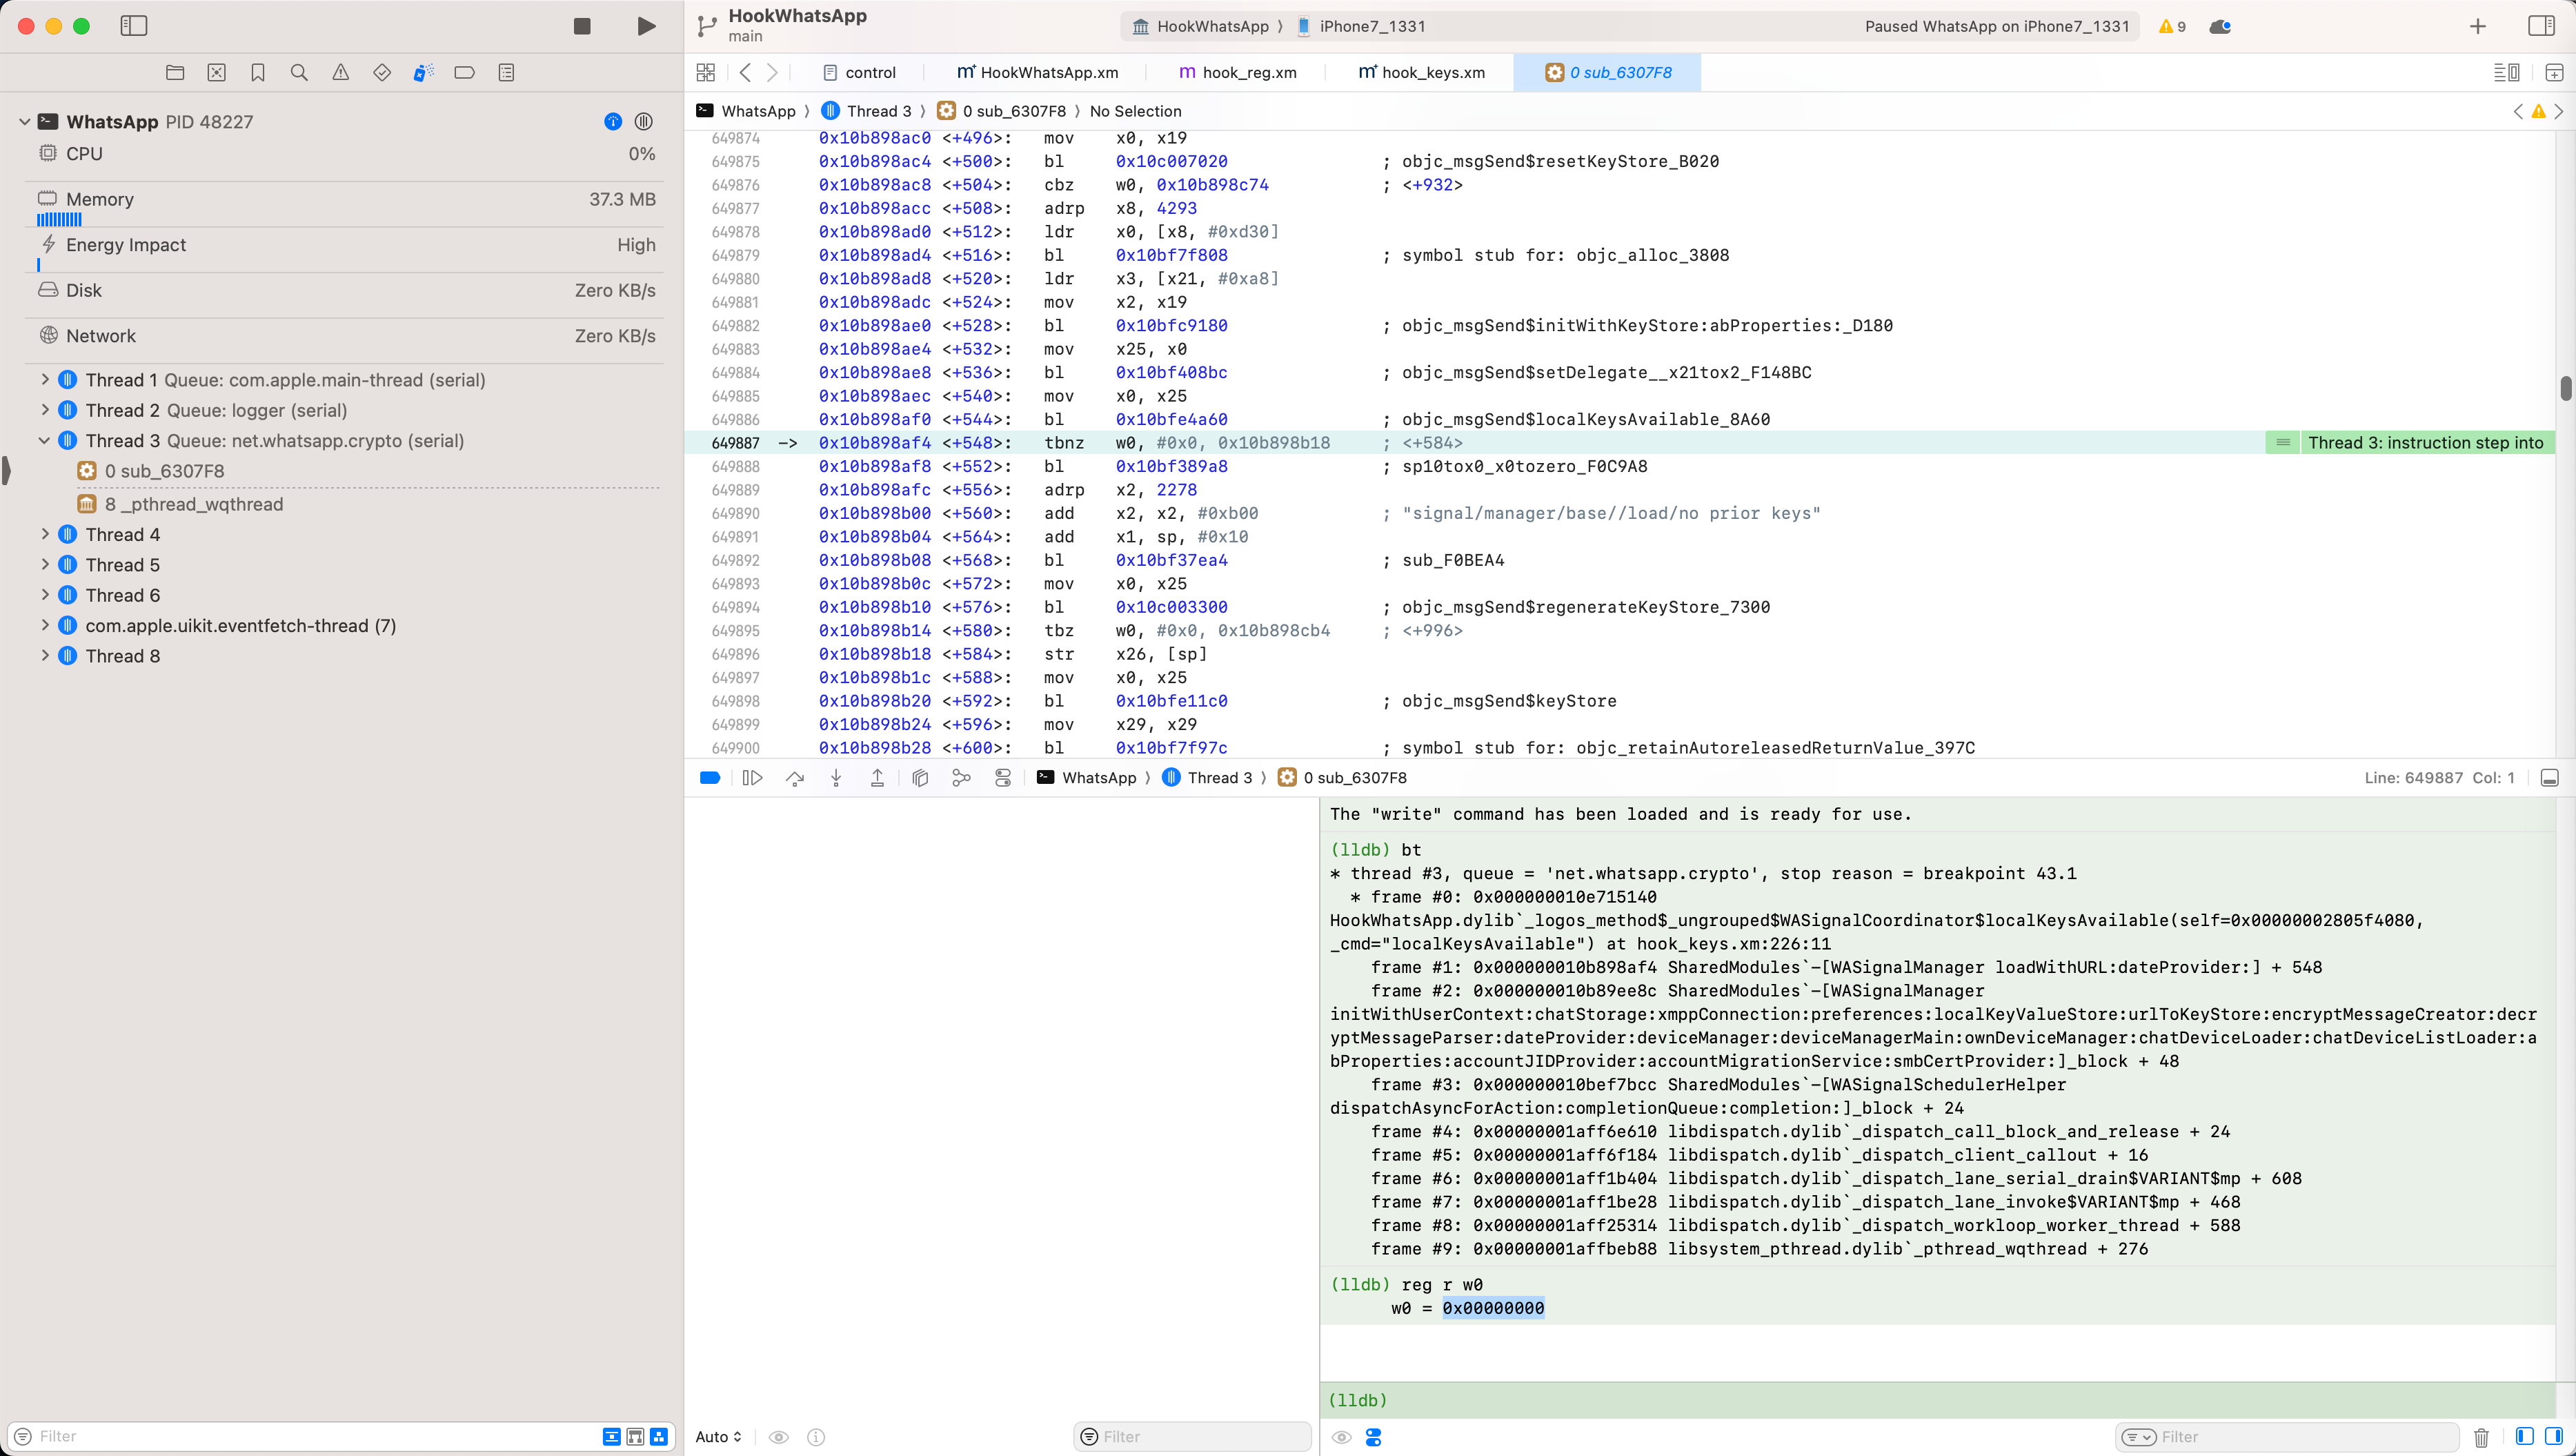 HookWhatsApp
main
HookWhatsApp 〉 iPhone7_1331
Paused WhatsApp on iPhone7_1331
9
control
HookWhatsApp.xm
hook_reg.xm
hook_keys.xm
0 sub_6307F8
WhatsApp 〉 Thread 3 〉 0 sub_6307F8 〉 No Selection
WhatsApp PID 48227
CPU 0%
Memory 37.3 MB
Energy Impact High
Disk Zero KB/s
Network Zero KB/s
Thread 1 Queue: com.apple.main-thread (serial)
Thread 2 Queue: logger (serial)
Thread 3 Queue: net.whatsapp.crypto (serial)
0 sub_6307F8
8 _pthread_wqthread
Thread 4
Thread 5
Thread 6
com.apple.uikit.eventfetch-thread (7)
Thread 8
Filter
649874 0x10b898ac0 <+496>: mov x0, x19
649875 0x10b898ac4 <+500>: bl 0x10c007020 ; objc_msgSend$resetKeyStore_B020
649876 0x10b898ac8 <+504>: cbz w0, 0x10b898c74 ; <+932>
649877 0x10b898acc <+508>: adrp x8, 4293
649878 0x10b898ad0 <+512>: ldr x0, [x8, #0xd30]
649879 0x10b898ad4 <+516>: bl 0x10bf7f808 ; symbol stub for: objc_alloc_3808
649880 0x10b898ad8 <+520>: ldr x3, [x21, #0xa8]
649881 0x10b898adc <+524>: mov x2, x19
649882 0x10b898ae0 <+528>: bl 0x10bfc9180 ; objc_msgSend$initWithKeyStore:abProperties:_D180
649883 0x10b898ae4 <+532>: mov x25, x0
649884 0x10b898ae8 <+536>: bl 0x10bf408bc ; objc_msgSend$setDelegate__x21tox2_F148BC
649885 0x10b898aec <+540>: mov x0, x25
649886 0x10b898af0 <+544>: bl 0x10bfe4a60 ; objc_msgSend$localKeysAvailable_8A60
649887 -> 0x10b898af4 <+548>: tbnz w0, #0x0, 0x10b898b18 ; <+584> Thread 3: instruction step into
649888 0x10b898af8 <+552>: bl 0x10bf389a8 ; sp10tox0_x0tozero_F0C9A8
649889 0x10b898afc <+556>: adrp x2, 2278
649890 0x10b898b00 <+560>: add x2, x2, #0xb00 ; "signal/manager/base//load/no prior keys"
649891 0x10b898b04 <+564>: add x1, sp, #0x10
649892 0x10b898b08 <+568>: bl 0x10bf37ea4 ; sub_F0BEA4
649893 0x10b898b0c <+572>: mov x0, x25
649894 0x10b898b10 <+576>: bl 0x10c003300 ; objc_msgSend$regenerateKeyStore_7300
649895 0x10b898b14 <+580>: tbz w0, #0x0, 0x10b898cb4 ; <+996>
649896 0x10b898b18 <+584>: str x26, [sp]
649897 0x10b898b1c <+588>: mov x0, x25
649898 0x10b898b20 <+592>: bl 0x10bfe11c0 ; objc_msgSend$keyStore
649899 0x10b898b24 <+596>: mov x29, x29
649900 0x10b898b28 <+600>: bl 0x10bf7f97c ; symbol stub for: objc_retainAutoreleasedReturnValue_397C
WhatsApp 〉 Thread 3 〉 0 sub_6307F8
Line: 649887 Col: 1
The "write" command has been loaded and is ready for use.
(lldb) bt
* thread #3, queue = 'net.whatsapp.crypto', stop reason = breakpoint 43.1
* frame #0: 0x000000010e715140
HookWhatsApp.dylib`_logos_method$_ungrouped$WASignalCoordinator$localKeysAvailable(self=0x00000002805f4080,
_cmd="localKeysAvailable") at hook_keys.xm:226:11
frame #1: 0x000000010b898af4 SharedModules`-[WASignalManager loadWithURL:dateProvider:] + 548
frame #2: 0x000000010b89ee8c SharedModules`-[WASignalManager
initWithUserContext:chatStorage:xmppConnection:preferences:localKeyValueStore:urlToKeyStore:encryptMessageCreator:decr
yptMessageParser:dateProvider:deviceManager:deviceManagerMain:ownDeviceManager:chatDeviceLoader:chatDeviceListLoader:a
bProperties:accountJIDProvider:accountMigrationService:smbCertProvider:]_block + 48
frame #3: 0x000000010bef7bcc SharedModules`-[WASignalSchedulerHelper
dispatchAsyncForAction:completionQueue:completion:]_block + 24
frame #4: 0x00000001aff6e610 libdispatch.dylib`_dispatch_call_block_and_release + 24
frame #5: 0x00000001aff6f184 libdispatch.dylib`_dispatch_client_callout + 16
frame #6: 0x00000001aff1b404 libdispatch.dylib`_dispatch_lane_serial_drain$VARIANT$mp + 608
frame #7: 0x00000001aff1be28 libdispatch.dylib`_dispatch_lane_invoke$VARIANT$mp + 468
frame #8: 0x00000001aff25314 libdispatch.dylib`_dispatch_workloop_worker_thread + 588
frame #9: 0x00000001affbeb88 libsystem_pthread.dylib`_pthread_wqthread + 276
(lldb) reg r w0
w0 = 0x00000000
(lldb)
Auto
Filter
Filter